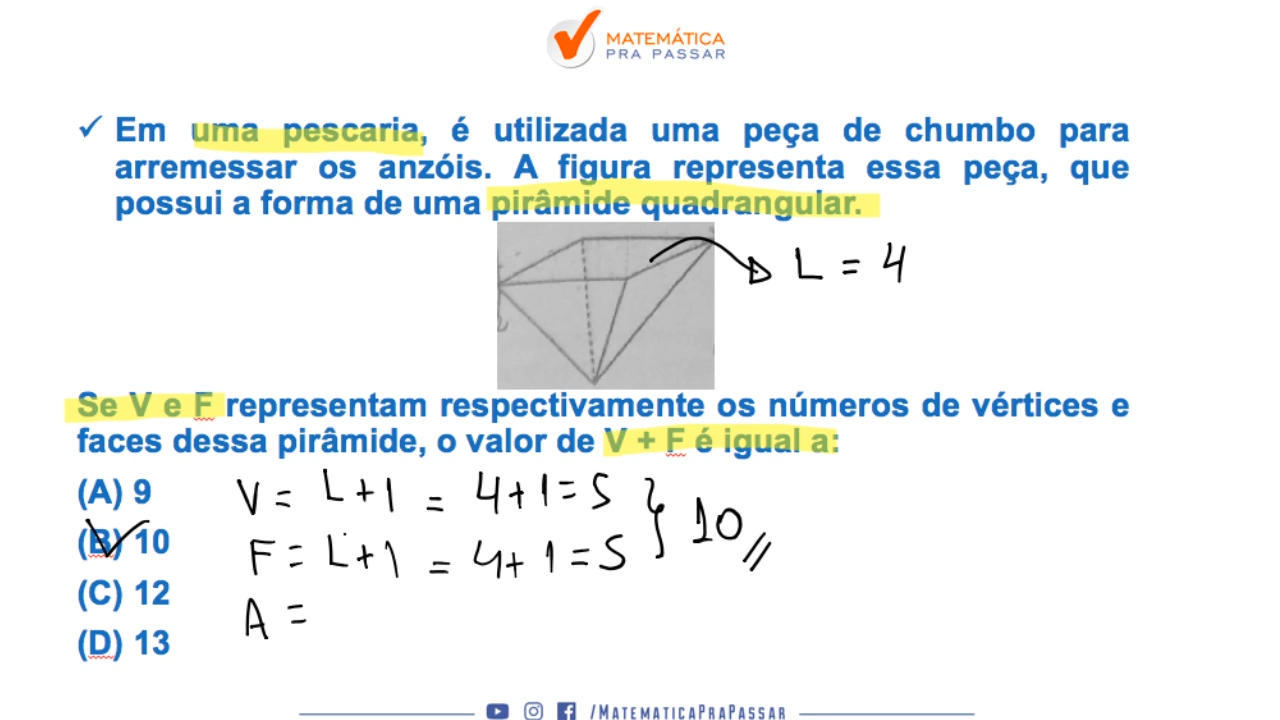 MATEMÁTICA
PRA PASSAR
✓ Em uma pescaria, é utilizada uma peça de chumbo para
arremessar os anzóis. A figura representa essa peça, que
possui a forma de uma pirâmide quadrangular.
L = 4
Se V e F representam respectivamente os números de vértices e
faces dessa pirâmide, o valor de V + F é igual a:
(A) 9
(B) 10
(C) 12
(D) 13
V = L+1 = 4+1=5
F = L+1 = 4+1=5
} 10
A =
/MATEMATICAPRAPASSAR